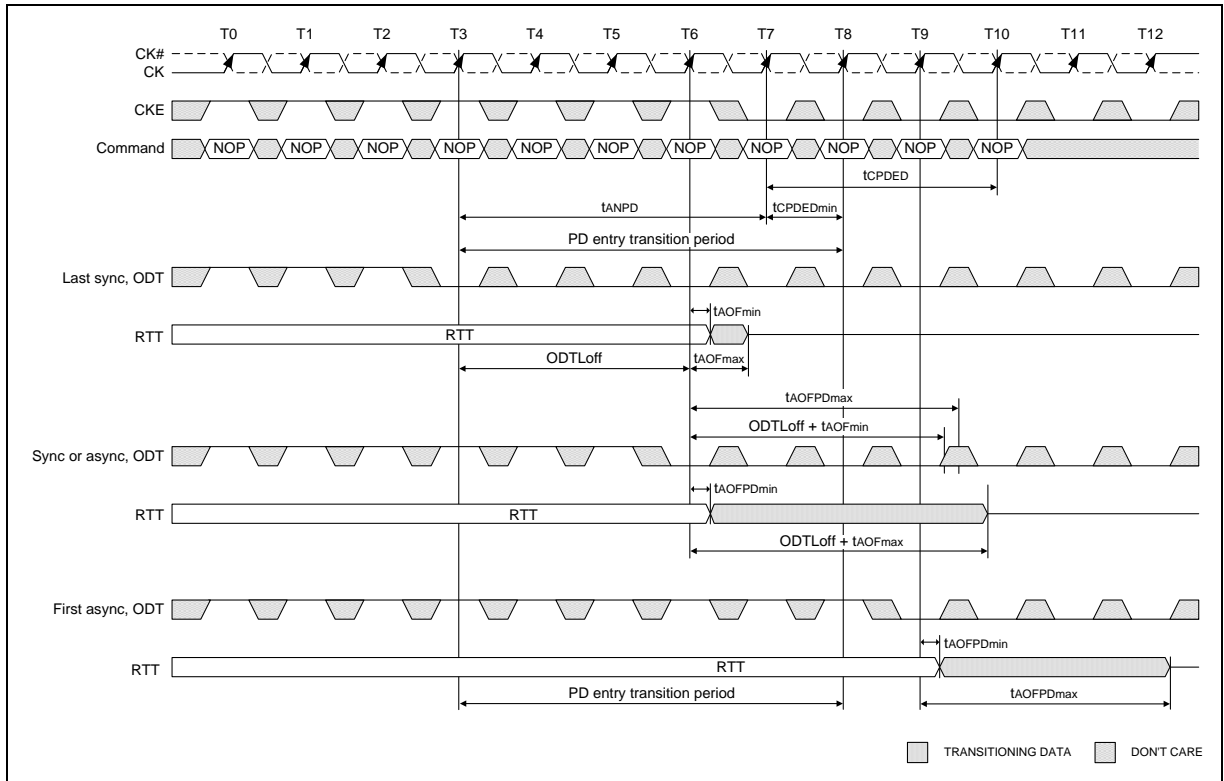 T0 T1 T2 T3 T4 T5 T6 T7 T8 T9 T10 T11 T12
CK#
CK
CKE
Command NOP NOP NOP NOP NOP NOP NOP NOP NOP NOP NOP
tCPDED
tANPD tCPDEDmin
PD entry transition period
Last sync, ODT
tAOFmin
RTT RTT
ODTLoff tAOFmax
tAOFPDmax
ODTLoff + tAOFmin
Sync or async, ODT
tAOFPDmin
RTT RTT
ODTLoff + tAOFmax
First async, ODT
tAOFPDmin
RTT RTT
PD entry transition period tAOFPDmax
TRANSITIONING DATA DON'T CARE